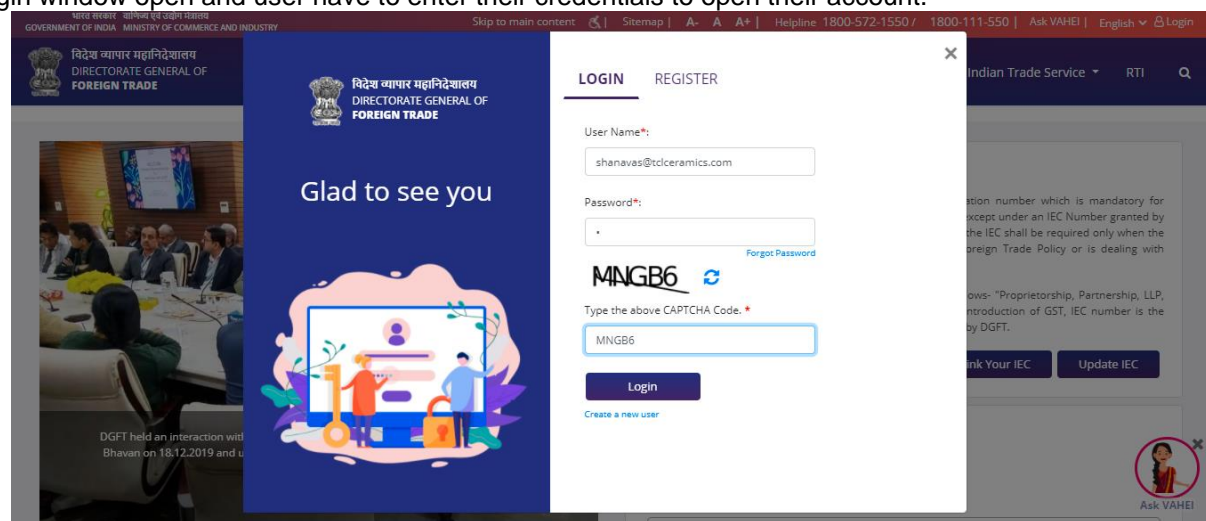 gin window open and user have to enter their credentials to open their account.
भारत सरकार वाणिज्य एवं उद्योग मंत्रालय
GOVERNMENT OF INDIA MINISTRY OF COMMERCE AND INDUSTRY
Skip to main content | Sitemap | A- A A+ | Helpline 1800-572-1550 / 1800-111-550 | Ask VAHEI | English Login
विदेश व्यापार महानिदेशालय
DIRECTORATE GENERAL OF
FOREIGN TRADE
Indian Trade Service RTI
विदेश व्यापार महानिदेशालय
DIRECTORATE GENERAL OF
FOREIGN TRADE
Glad to see you
LOGIN REGISTER
×
User Name*:
shanavas@tclceramics.com
Password*:
Forgot Password
MNGB6
Type the above CAPTCHA Code. *
MNGB6
Login
Create a new user
ation number which is mandatory for
except under an IEC Number granted by
the IEC shall be required only when the
oreign Trade Policy or is dealing with
ows- "Proprietorship, Partnership, LLP,
ntroduction of GST, IEC number is the
by DGFT.
ink Your IEC Update IEC
DGFT held an interaction wit
Bhavan on 18.12.2019 and u
Ask VAHEI